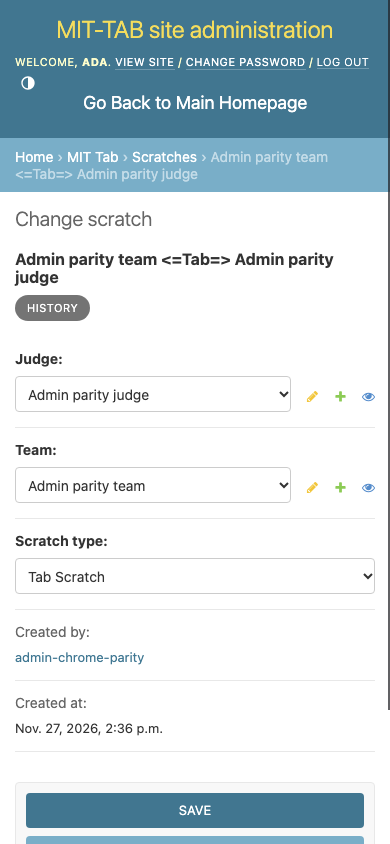 MIT-TAB site administration
WELCOME, ADA. VIEW SITE / CHANGE PASSWORD / LOG OUT
Go Back to Main Homepage
Home › MIT Tab › Scratches › Admin parity team
<=Tab=> Admin parity judge
Change scratch
Admin parity team <=Tab=> Admin parity
judge
HISTORY
Judge:
Admin parity judge
Team:
Admin parity team
Scratch type:
Tab Scratch
Created by:
admin-chrome-parity
Created at:
Nov. 27, 2026, 2:36 p.m.
SAVE